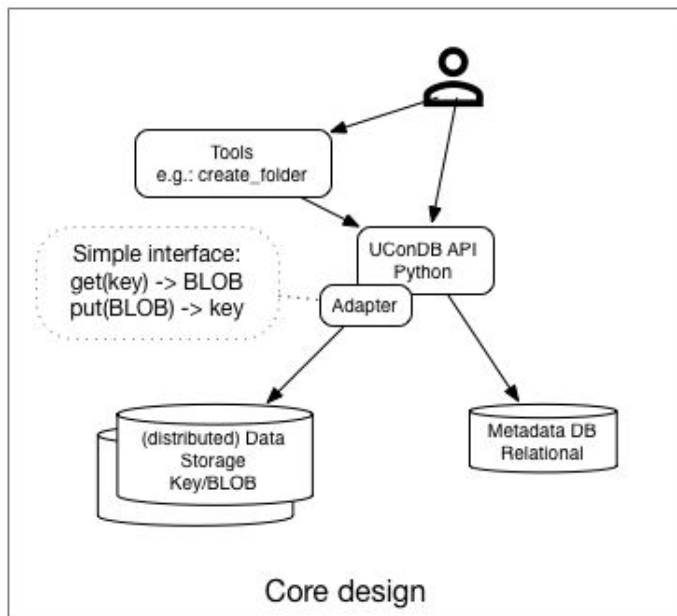 Tools
e.g.: create_folder
UConDB API
Python
Simple interface:
get(key) -> BLOB
put(BLOB) -> key
Adapter
(distributed) Data
Storage
Key/BLOB
Metadata DB
Relational
Core design